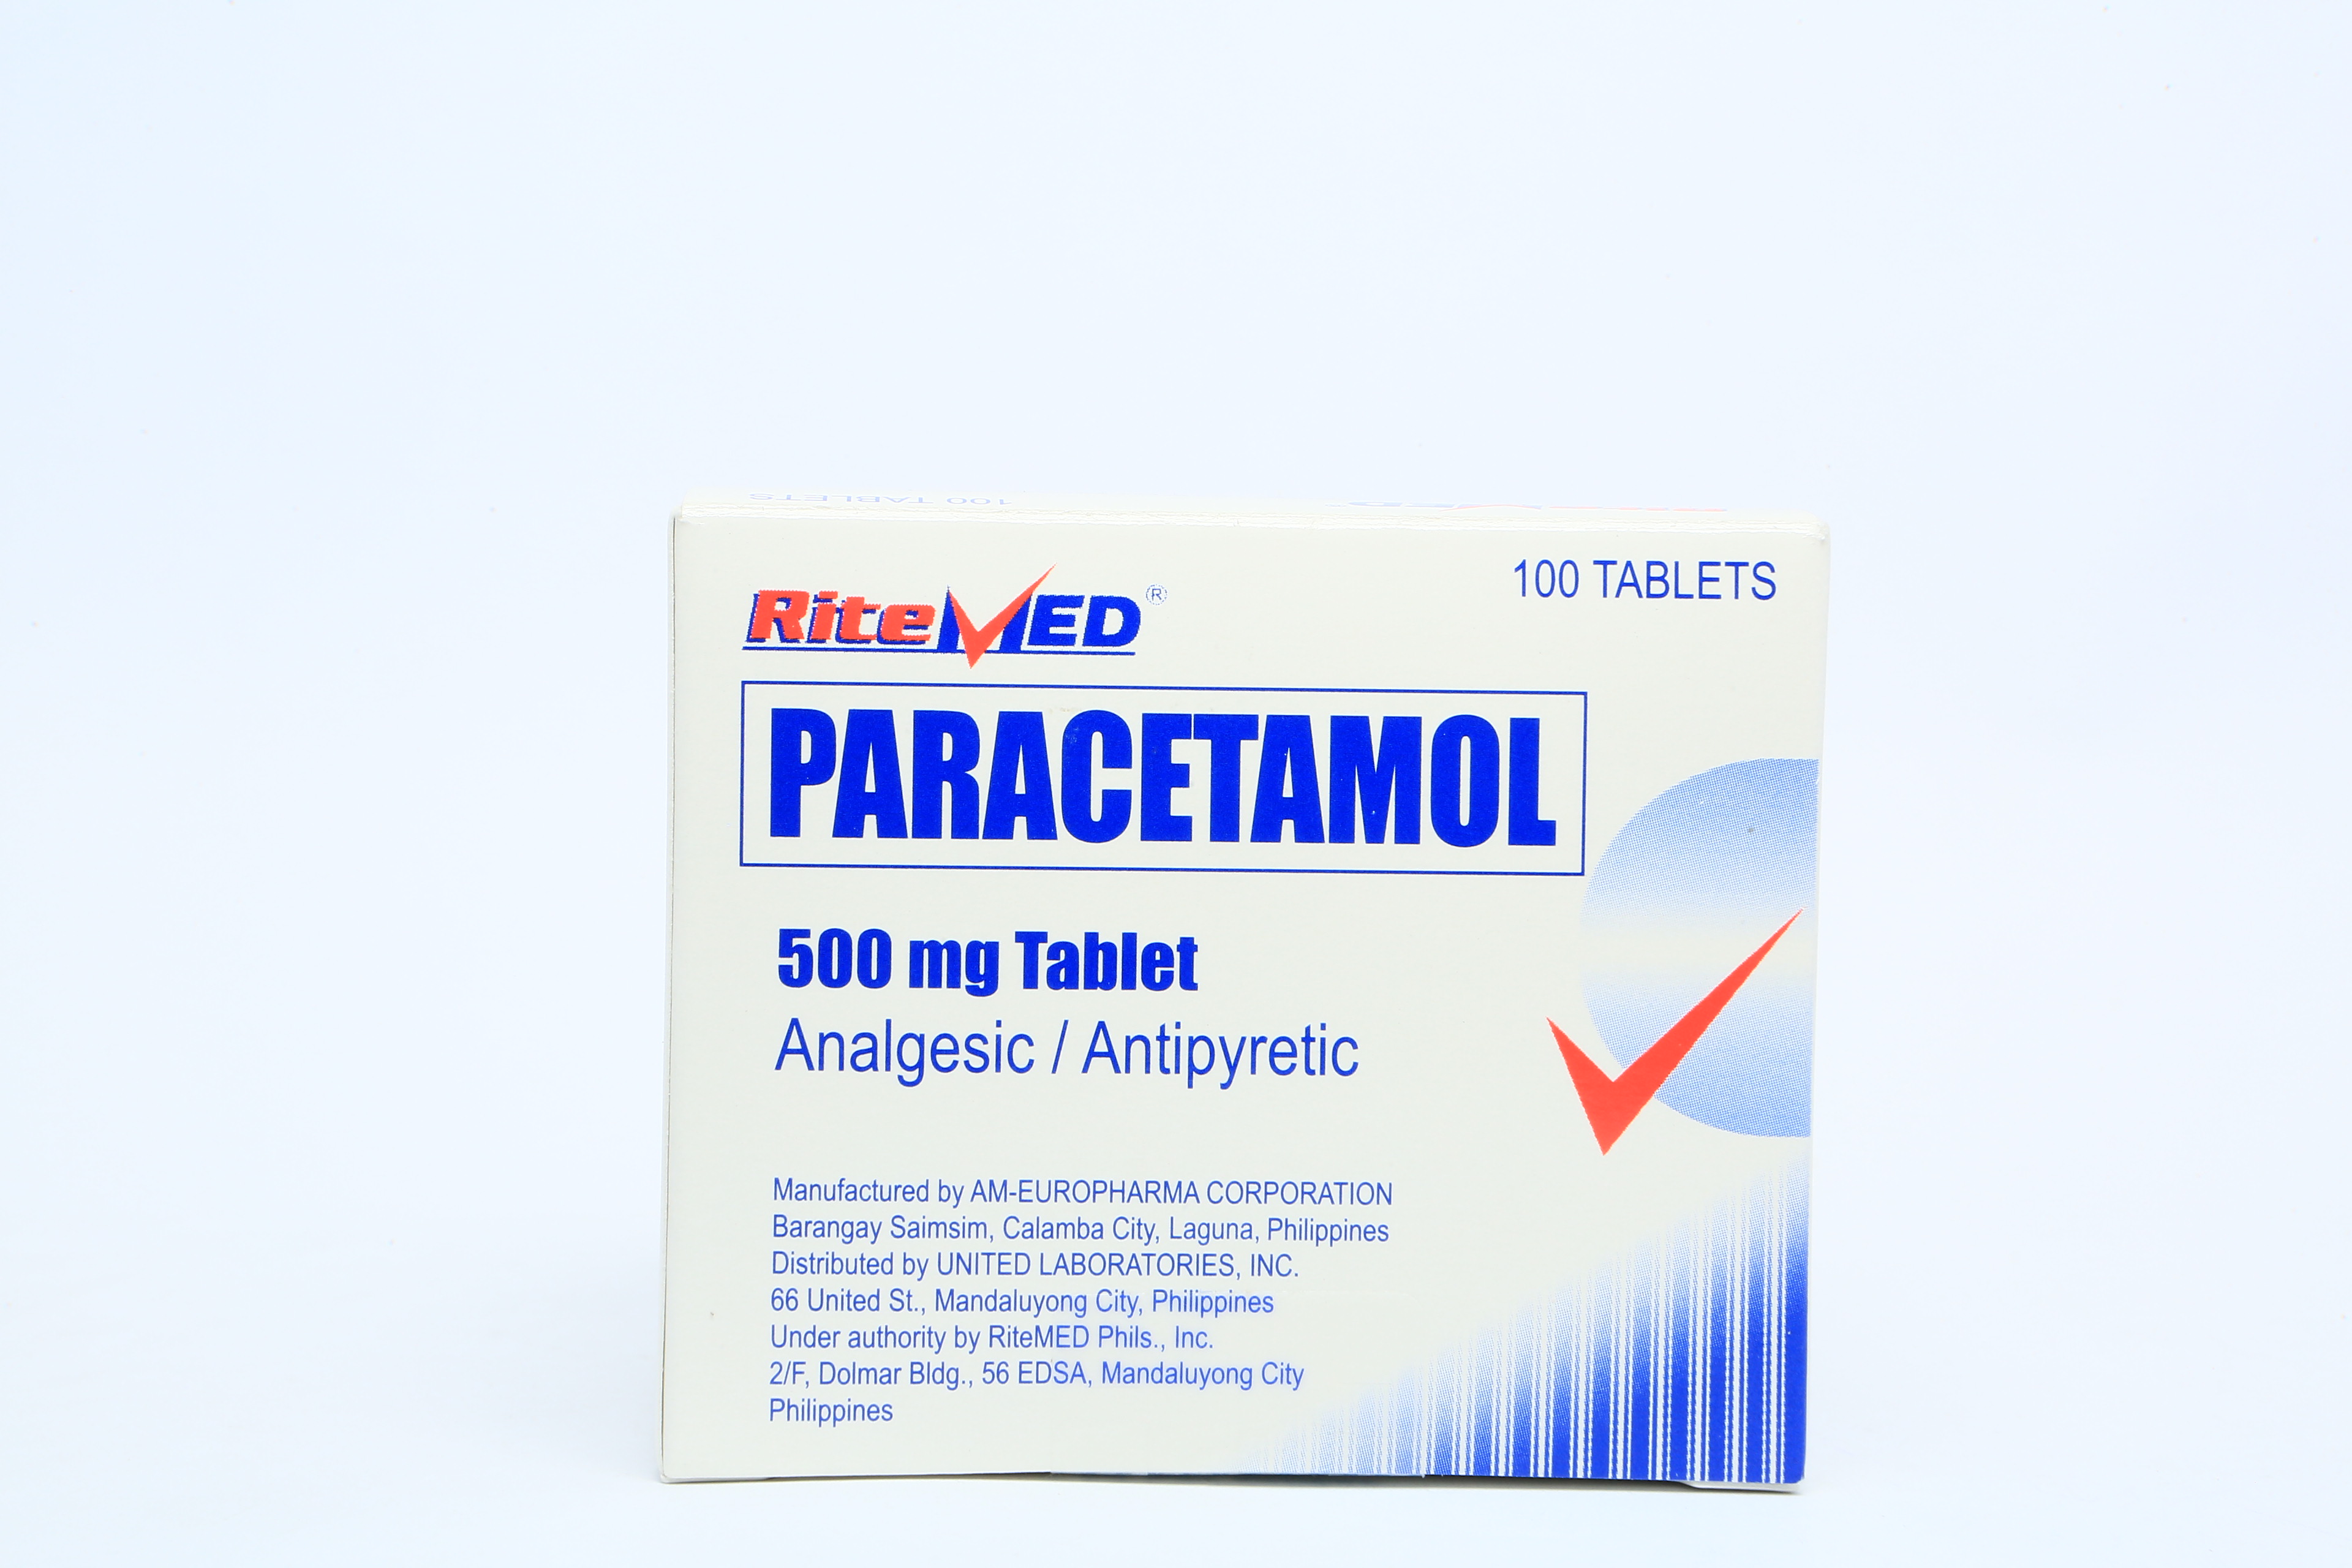 100 TABLETS
RiteMED®
100 TABLETS
PARACETAMOL
500 mg Tablet
Analgesic / Antipyretic
Manufactured by AM-EUROPHARMA CORPORATION
Barangay Saimsim, Calamba City, Laguna, Philippines
Distributed by UNITED LABORATORIES, INC.
66 United St., Mandaluyong City, Philippines
Under authority by RiteMED Phils., Inc.
2/F, Dolmar Bldg., 56 EDSA, Mandaluyong City
Philippines